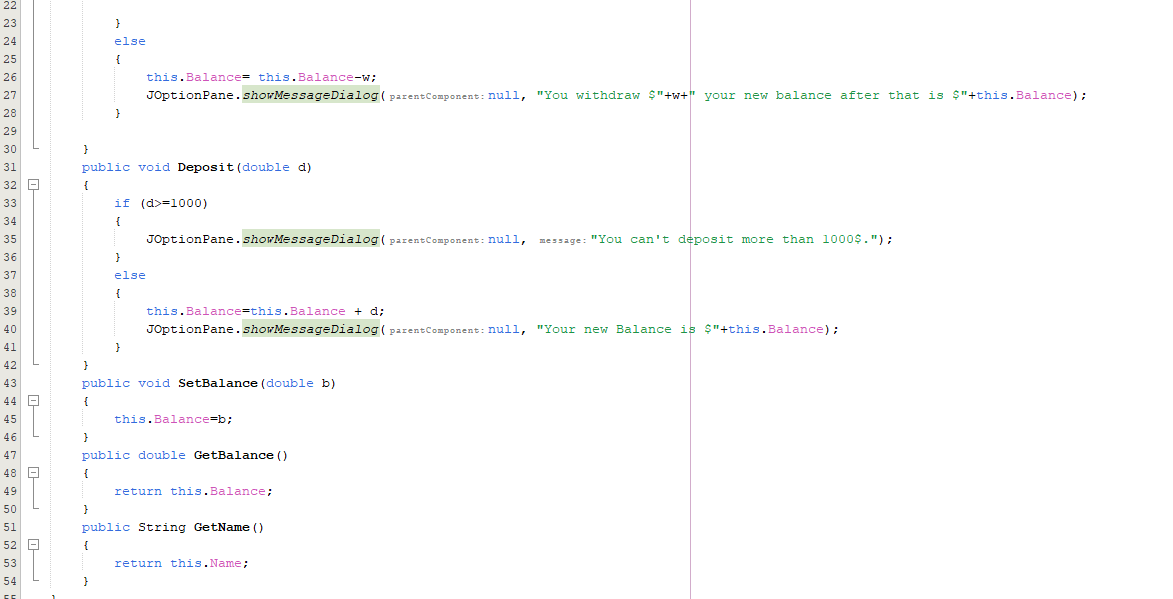 22
23 }
24 else
25 {
26 this.Balance= this.Balance-w;
27 JOptionPane.showMessageDialog(parentComponent: null, "You withdraw $"+w+" your new balance after that is $"+this.Balance);
28 }
29
30 }
31 public void Deposit(double d)
32 {
33 if (d>=1000)
34 {
35 JOptionPane.showMessageDialog(parentComponent: null, message: "You can't deposit more than 1000$.");
36 }
37 else
38 {
39 this.Balance=this.Balance + d;
40 JOptionPane.showMessageDialog(parentComponent: null, "Your new Balance is $"+this.Balance);
41 }
42 }
43 public void SetBalance(double b)
44 {
45 this.Balance=b;
46 }
47 public double GetBalance()
48 {
49 return this.Balance;
50 }
51 public String GetName()
52 {
53 return this.Name;
54 }
55 }